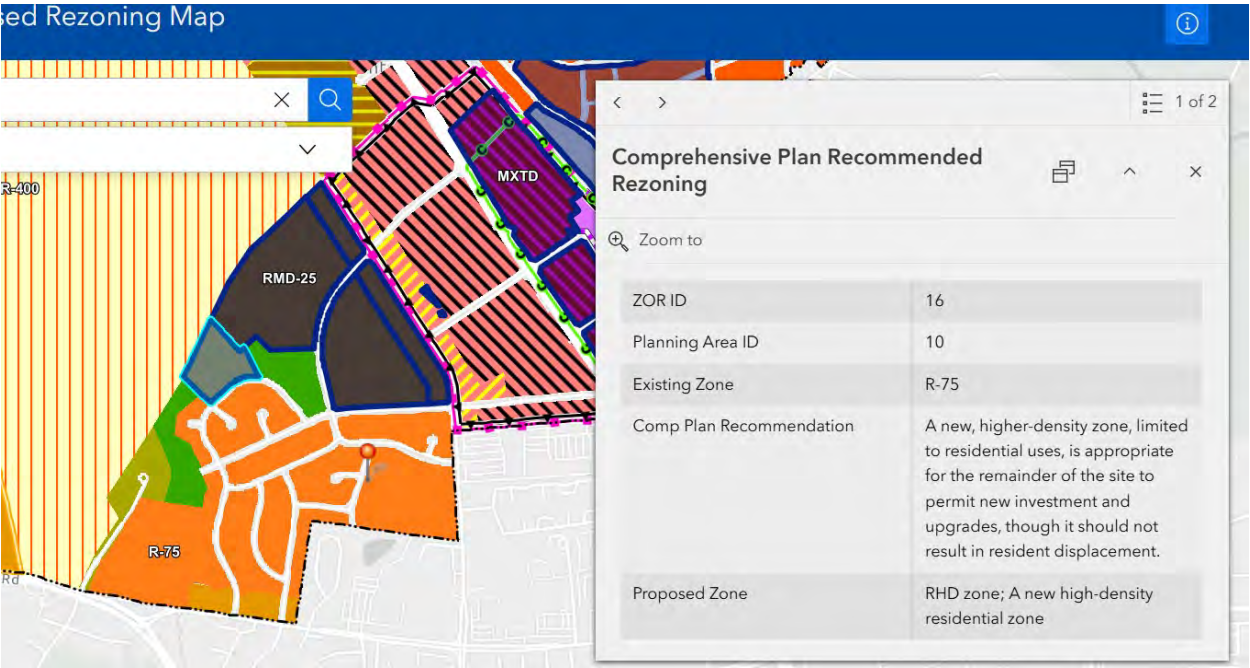 sed Rezoning Map
1 of 2
Comprehensive Plan Recommended
Rezoning
Zoom to
ZOR ID 16
Planning Area ID 10
Existing Zone R-75
Comp Plan Recommendation A new, higher-density zone, limited
to residential uses, is appropriate
for the remainder of the site to
permit new investment and
upgrades, though it should not
result in resident displacement.
Proposed Zone RHD zone; A new high-density
residential zone
R-400
MXTD
RMD-25
R-75
Rd